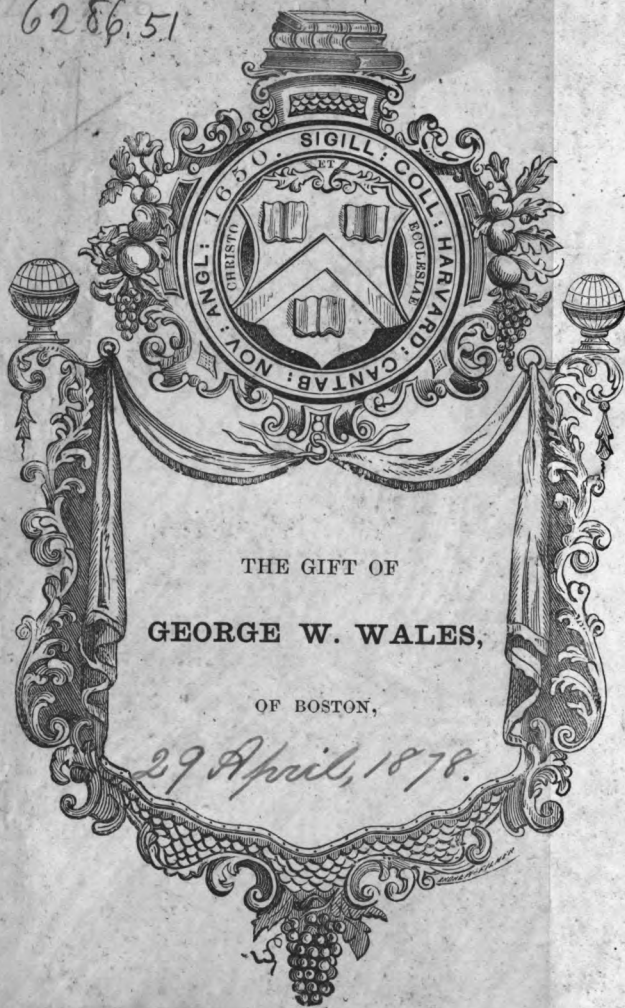 6286.51
SIGILL: COLL: HARVARD: CANTAB: NOV: ANGL: 1650.
ET
CHRISTO
ECCLESIAE
THE GIFT OF
GEORGE W. WALES,
OF BOSTON,
29 April, 1878.